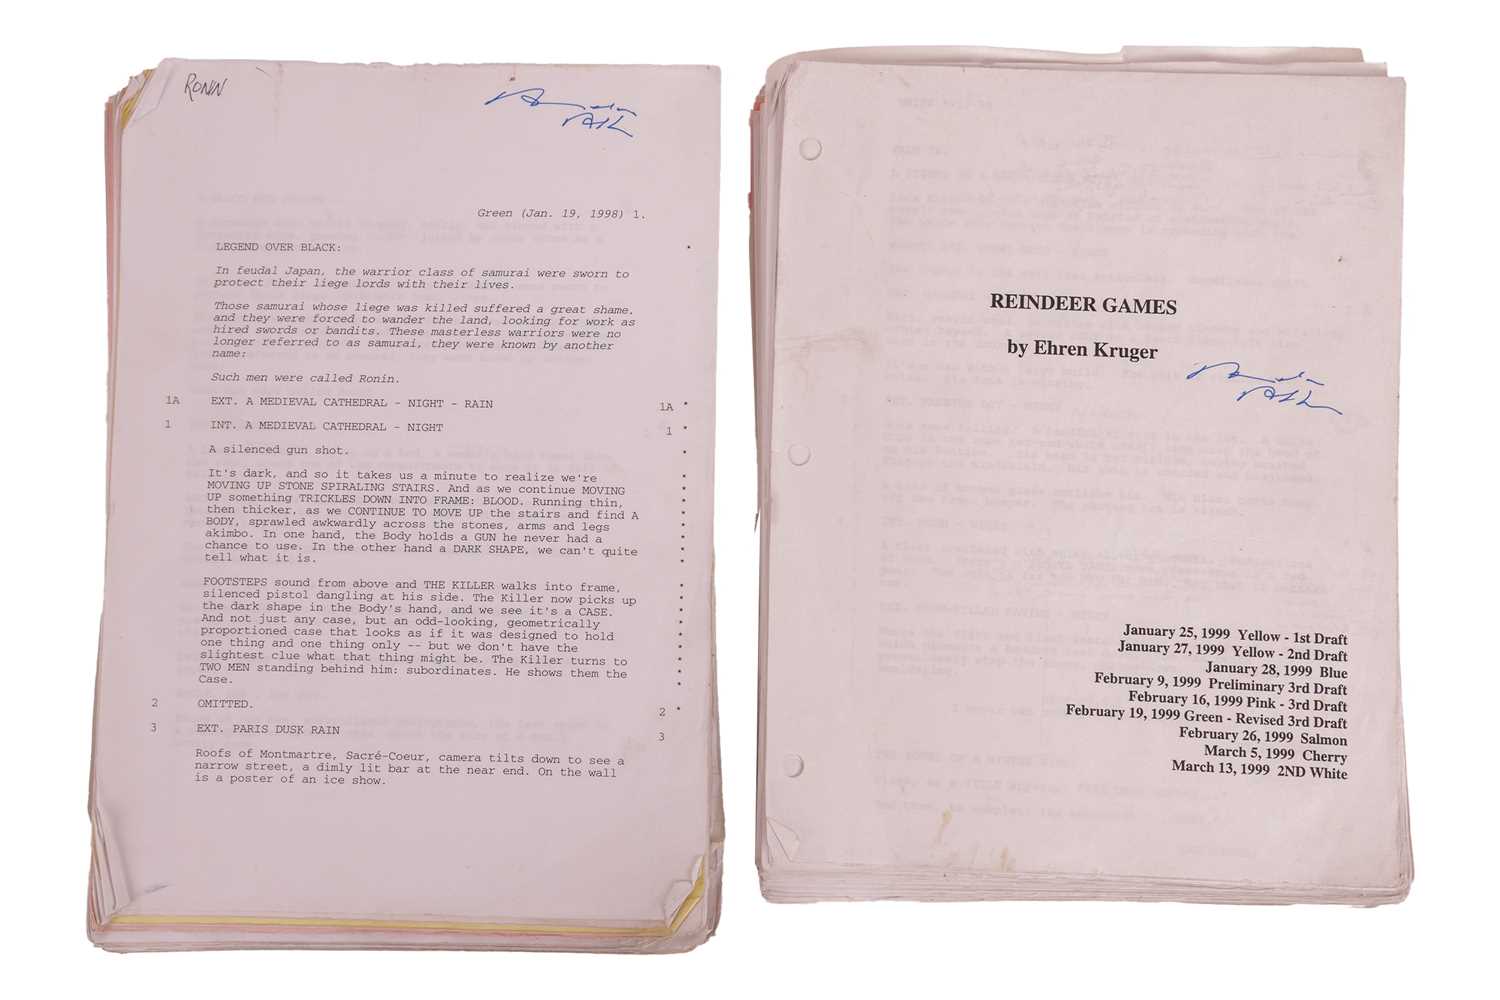 RONIN
Green (Jan. 19, 1998) 1.
LEGEND OVER BLACK: *
In feudal Japan, the warrior class of samurai were sworn to
protect their liege lords with their lives.
Those samurai whose liege was killed suffered a great shame,
and they were forced to wander the land, looking for work as
hired swords or bandits. These masterless warriors were no
longer referred to as samurai, they were known by another
name:
Such men were called Ronin.
1A EXT. A MEDIEVAL CATHEDRAL - NIGHT - RAIN 1A *
1 INT. A MEDIEVAL CATHEDRAL - NIGHT 1 *
A silenced gun shot. *
It's dark, and so it takes us a minute to realize we're *
MOVING UP STONE SPIRALING STAIRS. And as we continue MOVING *
UP something TRICKLES DOWN INTO FRAME: BLOOD. Running thin, *
then thicker, as we CONTINUE TO MOVE UP the stairs and find A *
BODY, sprawled awkwardly across the stones, arms and legs *
akimbo. In one hand, the Body holds a GUN he never had a *
chance to use. In the other hand a DARK SHAPE, we can't quite *
tell what it is. *
FOOTSTEPS sound from above and THE KILLER walks into frame, *
silenced pistol dangling at his side. The Killer now picks up *
the dark shape in the Body's hand, and we see it's a CASE. *
And not just any case, but an odd-looking, geometrically *
proportioned case that looks as if it was designed to hold *
one thing and one thing only -- but we don't have the *
slightest clue what that thing might be. The Killer turns to *
TWO MEN standing behind him: subordinates. He shows them the *
Case. *
2 OMITTED. 2 *
3 EXT. PARIS DUSK RAIN 3
Roofs of Montmartre, Sacré-Coeur, camera tilts down to see a
narrow street, a dimly lit bar at the near end. On the wall
is a poster of an ice show.
REINDEER GAMES
by Ehren Kruger
January 25, 1999 Yellow - 1st Draft
January 27, 1999 Yellow - 2nd Draft
January 28, 1999 Blue
February 9, 1999 Preliminary 3rd Draft
February 16, 1999 Pink - 3rd Draft
February 19, 1999 Green - Revised 3rd Draft
February 26, 1999 Salmon
March 5, 1999 Cherry
March 13, 1999 2ND White